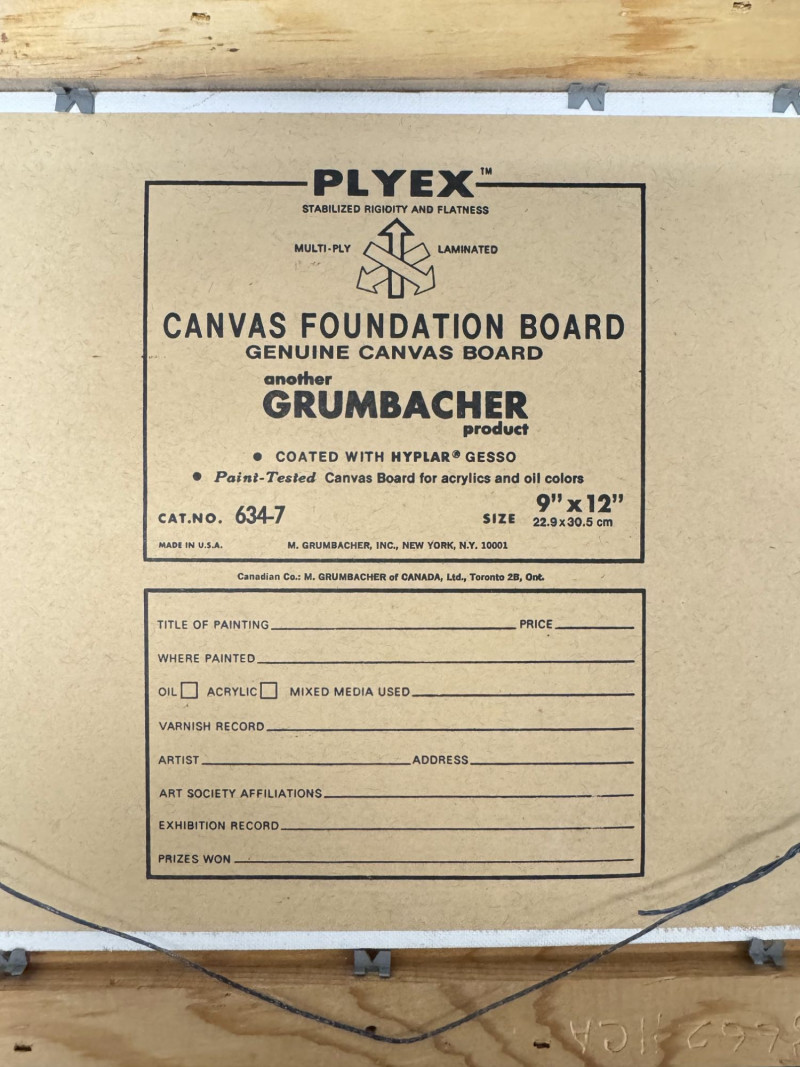 PLYEX™
STABILIZED RIGIDITY AND FLATNESS
MULTI-PLY LAMINATED
CANVAS FOUNDATION BOARD
GENUINE CANVAS BOARD
another
GRUMBACHER
product
• COATED WITH HYPLAR® GESSO
• Paint-Tested Canvas Board for acrylics and oil colors
CAT.NO. 634-7 SIZE 9" x 12"
22.9 x 30.5 cm
MADE IN U.S.A. M. GRUMBACHER, INC., NEW YORK, N.Y. 10001
Canadian Co.: M. GRUMBACHER of CANADA, Ltd., Toronto 2B, Ont.
TITLE OF PAINTING PRICE
WHERE PAINTED
OIL ACRYLIC MIXED MEDIA USED
VARNISH RECORD
ARTIST ADDRESS
ART SOCIETY AFFILIATIONS
EXHIBITION RECORD
PRIZES WON